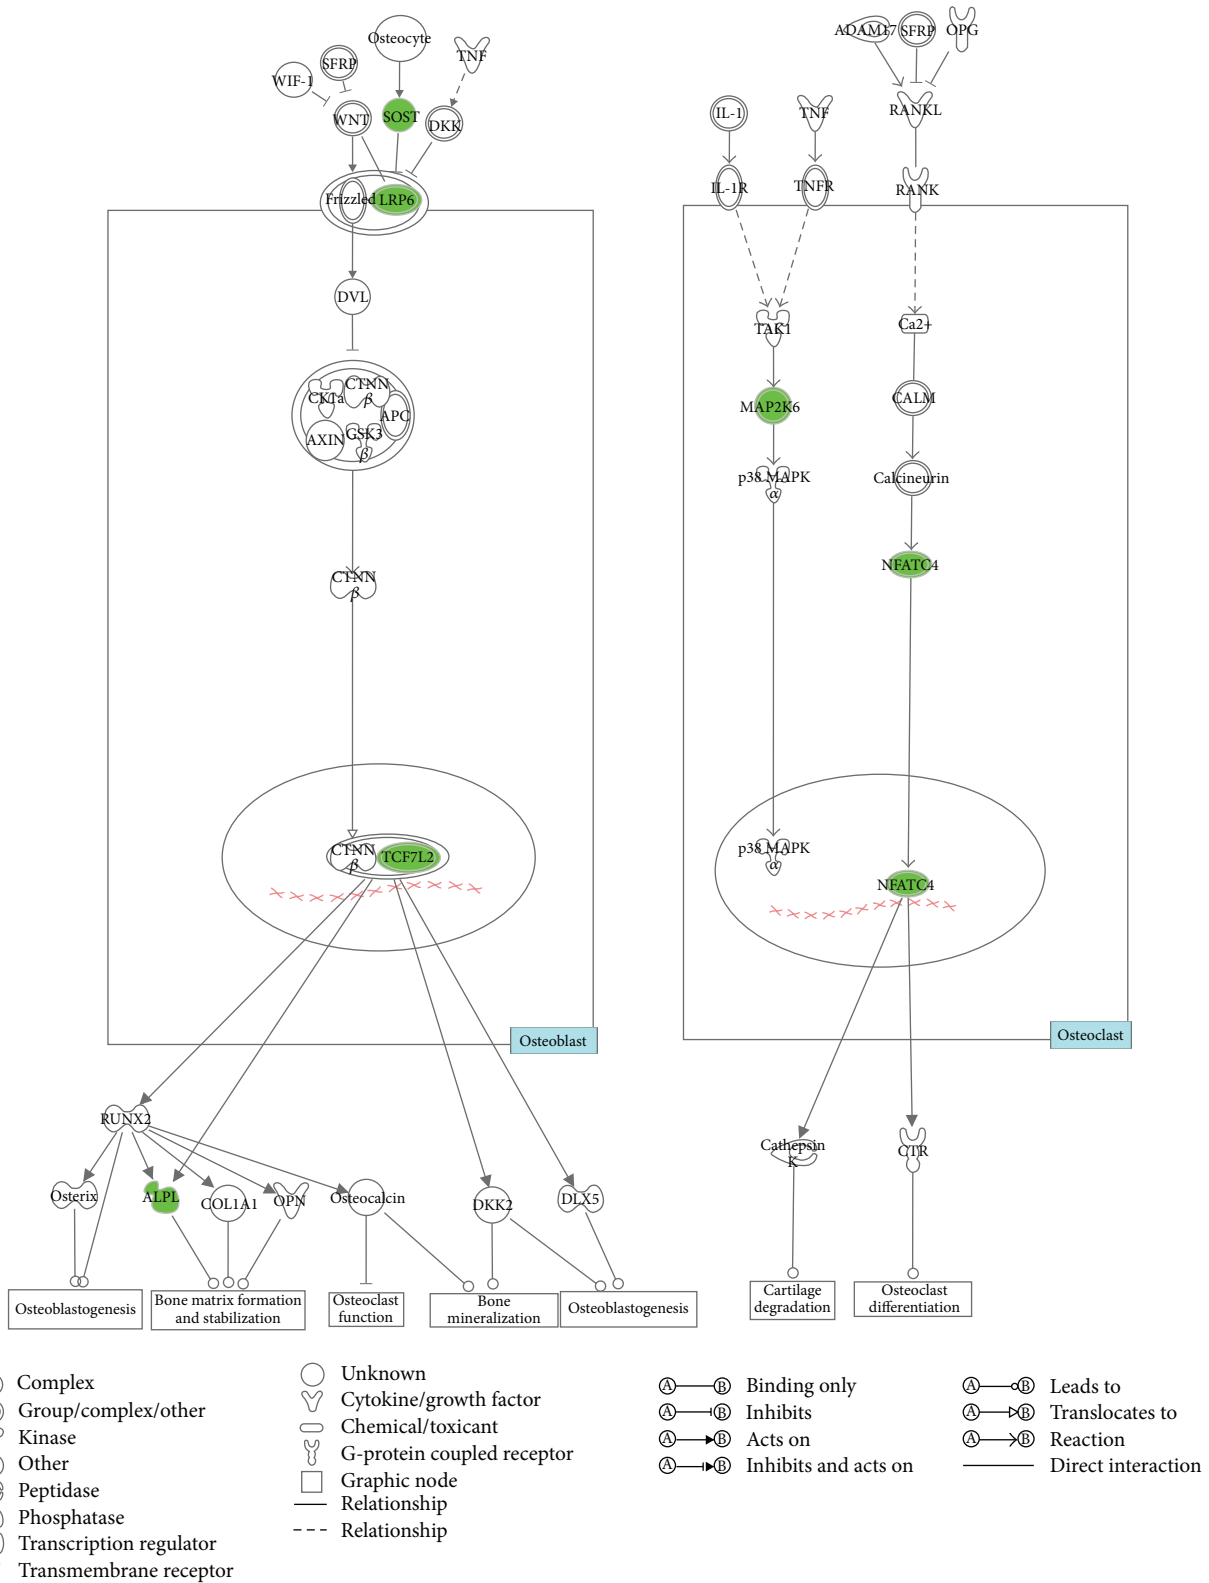 Osteocyte
TNF
SFRP
WIF-1
WNT
SOST
DKK
Frizzled
LRP6
DVL
CK1a
CTNN
β
APC
AXIN
GSK3
β
CTNN
β
CTNN
β
TCF7L2
Osteoblast
RUNX2
Osterix
ALPL
COL1A1
OPN
Osteocalcin
DKK2
DLX5
Osteoblastogenesis
Bone matrix formation
and stabilization
Osteoclast
function
Bone
mineralization
Osteoblastogenesis
ADAM17
SFRP
OPG
IL-1
TNF
RANKL
IL-1R
TNFR
RANK
TAK1
Ca2+
MAP2K6
CALM
p38 MAPK
α
Calcineurin
NFATC4
p38 MAPK
α
NFATC4
Osteoclast
Cathepsin
K
CTR
Cartilage
degradation
Osteoclast
differentiation
Complex
Group/complex/other
Kinase
Other
Peptidase
Phosphatase
Transcription regulator
Transmembrane receptor
Unknown
Cytokine/growth factor
Chemical/toxicant
G-protein coupled receptor
Graphic node
Relationship
Relationship
A B Binding only
A B Inhibits
A B Acts on
A B Inhibits and acts on
A B Leads to
A B Translocates to
A B Reaction
Direct interaction